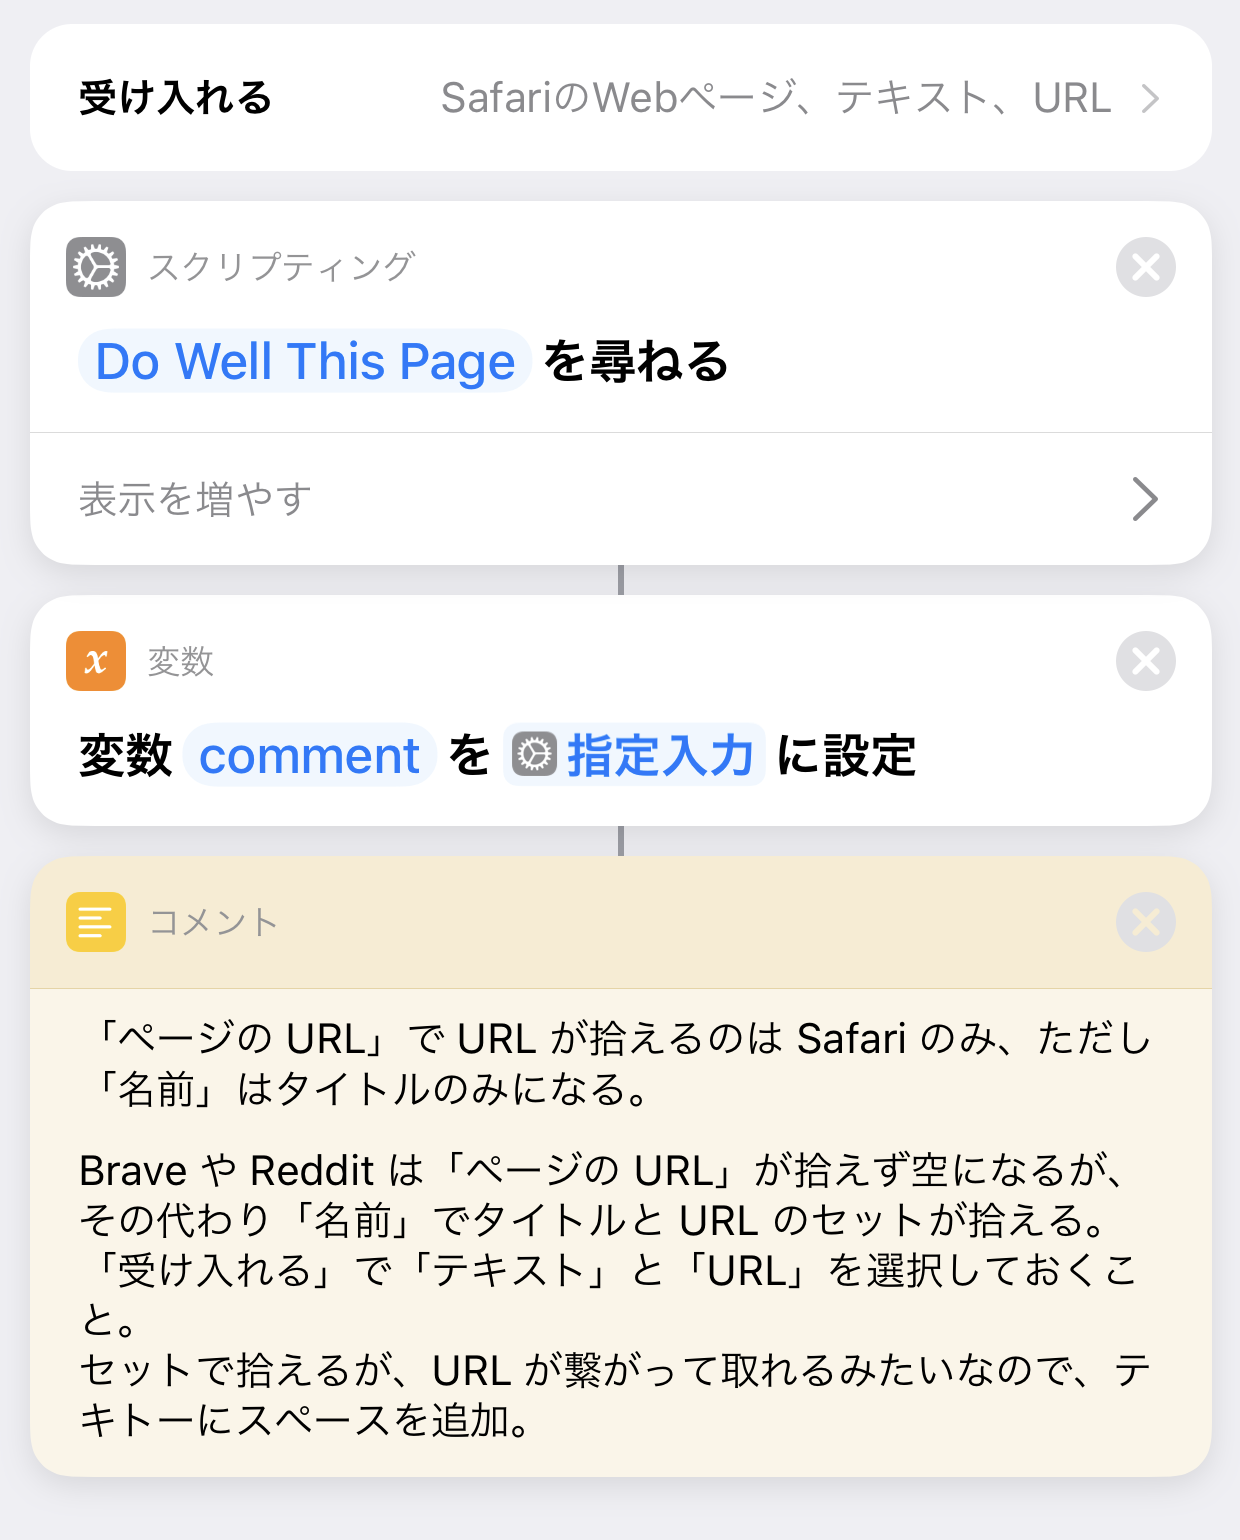 受け入れる SafariのWebページ、テキスト、URL
スクリプティング
Do Well This Page を尋ねる
表示を増やす
x 変数
変数 comment を 指定入力 に設定
コメント
「ページの URL」で URL が拾えるのは Safari のみ、ただし
「名前」はタイトルのみになる。
Brave や Reddit は「ページの URL」が拾えず空になるが、
その代わり「名前」でタイトルと URL のセットが拾える。
「受け入れる」で「テキスト」と「URL」を選択しておくこ
と。
セットで拾えるが、URL が繋がって取れるみたいなので、テ
キトーにスペースを追加。